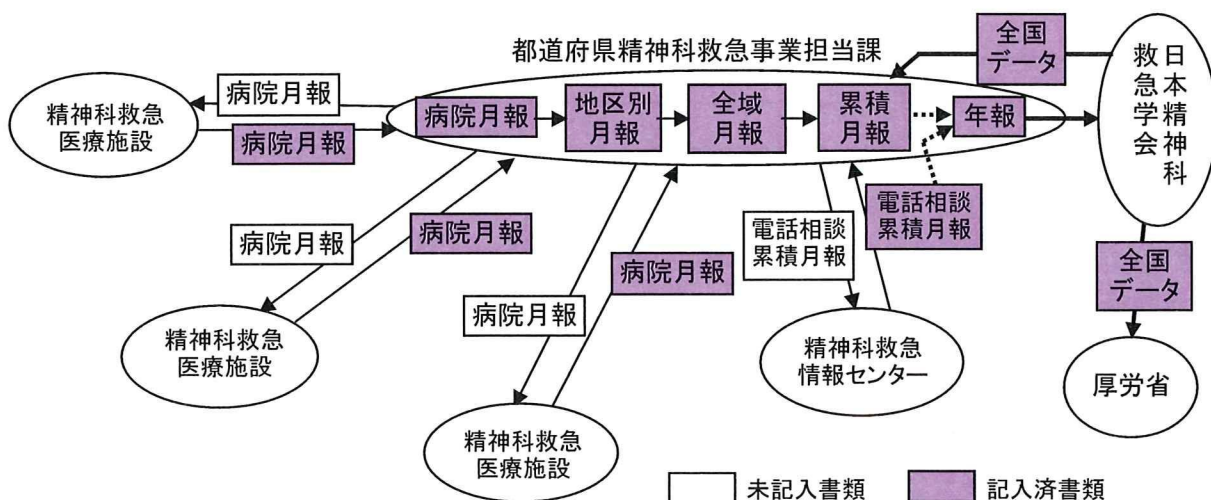 都道府県精神科救急事業担当課
全国
データ
日本精神科
救急学会
精神科救急
医療施設
病院月報
病院月報
病院月報
地区別
月報
全域
月報
累積
月報
年報
病院月報
病院月報
精神科救急
医療施設
病院月報
病院月報
精神科救急
医療施設
電話相談
累積月報
電話相談
累積月報
精神科救急
情報センター
全国
データ
厚労省
未記入書類
記入済書類